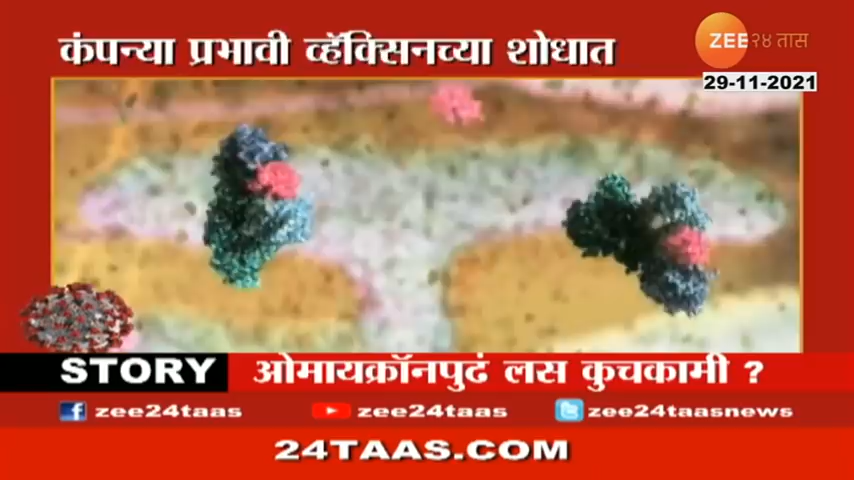 कंपन्या प्रभावी व्हॅक्सिनच्या शोधात
ZEE २४ तास
29-11-2021
STORY ओमायक्रॉनपुढं लस कुचकामी ?
zee24taas zee24taas zee24taasnews
24TAAS.COM